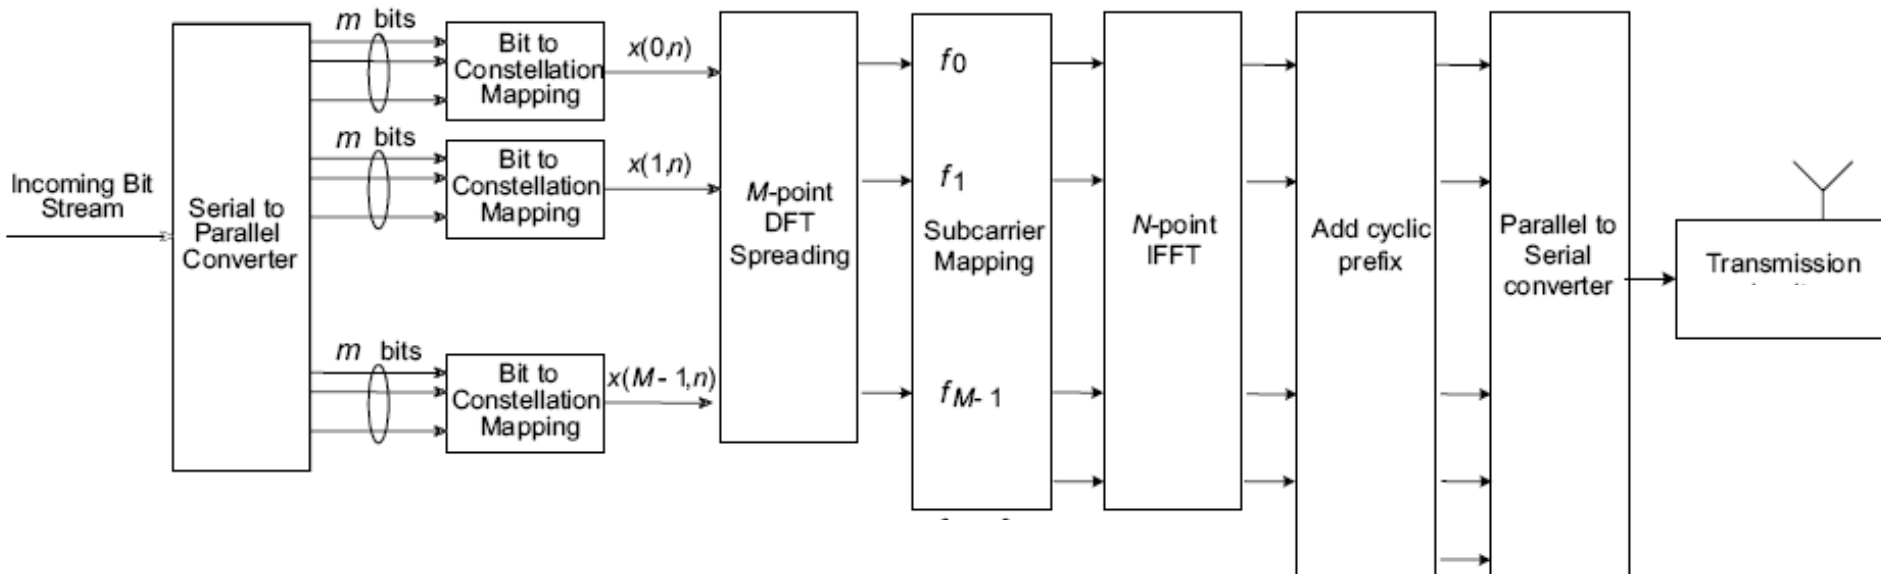 Incoming Bit
Stream
Serial to
Parallel
Converter
m bits
Bit to
Constellation
Mapping
x(0,n)
m bits
Bit to
Constellation
Mapping
x(1,n)
m bits
Bit to
Constellation
Mapping
x(M- 1,n)
M-point
DFT
Spreading
f0
f1
Subcarrier
Mapping
fM- 1
N-point
IFFT
Add cyclic
prefix
Parallel to
Serial
converter
Transmission